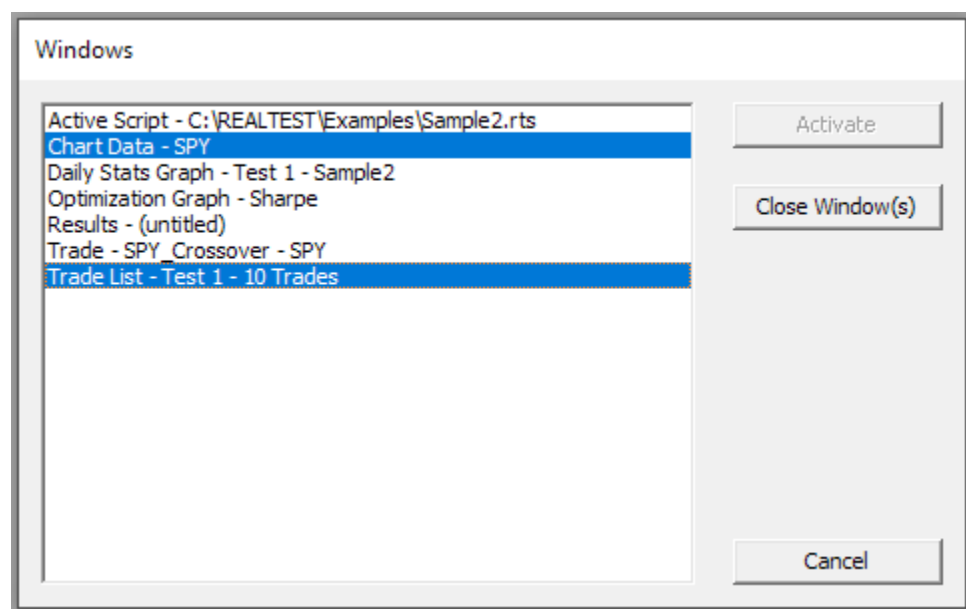 Windows
Active Script - C:\REALTEST\Examples\Sample2.rts
Chart Data - SPY
Daily Stats Graph - Test 1 - Sample2
Optimization Graph - Sharpe
Results - (untitled)
Trade - SPY_Crossover - SPY
Trade List - Test 1 - 10 Trades
Activate
Close Window(s)
Cancel